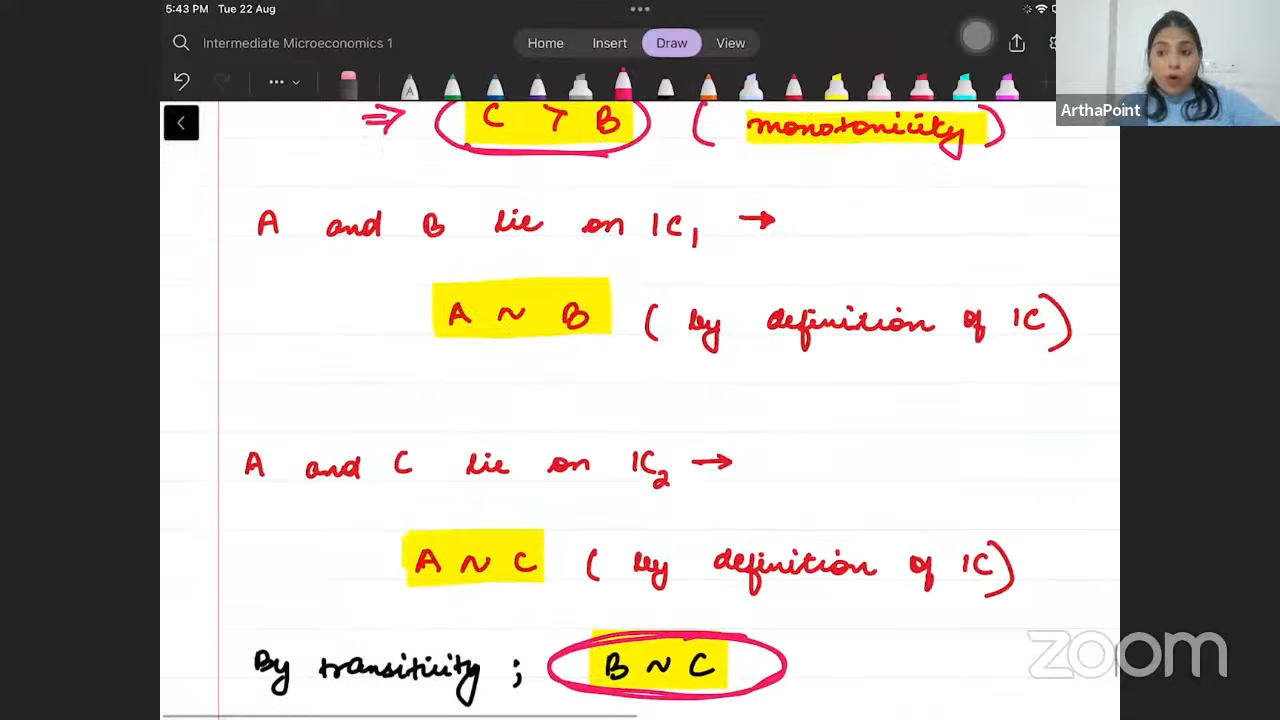 5:43 PM Tue 22 Aug
Intermediate Microeconomics 1
Home Insert Draw View
A
ArthaPoint
⇒ C > B ( monotonicity )
A and B lie on IC1 →
A ~ B ( by definition of IC )
A and C lie on IC2 →
A ~ C ( by definition of IC )
By transitivity ; B ~ C
zoom